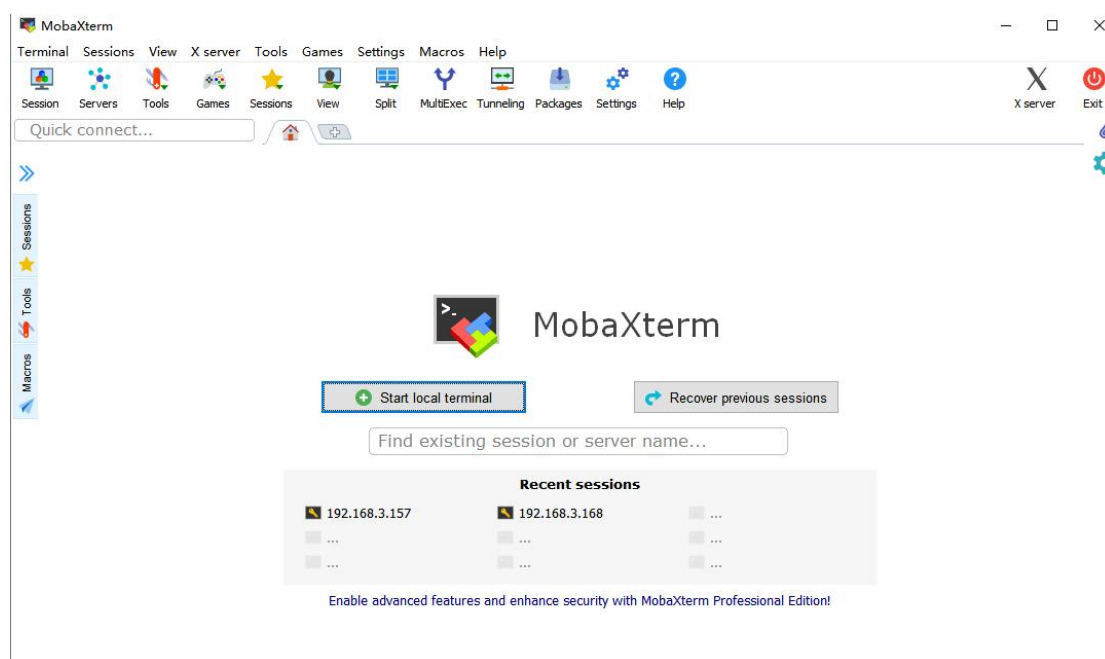 MobaXterm
Terminal Sessions View X server Tools Games Settings Macros Help
Session Servers Tools Games Sessions View Split MultiExec Tunneling Packages Settings Help X server Exit
Quick connect...
Sessions
Tools
Macros
>_
MobaXterm
Start local terminal Recover previous sessions
Find existing session or server name...
Recent sessions
192.168.3.157 192.168.3.168 ...
... ... ...
... ... ...
Enable advanced features and enhance security with MobaXterm Professional Edition!